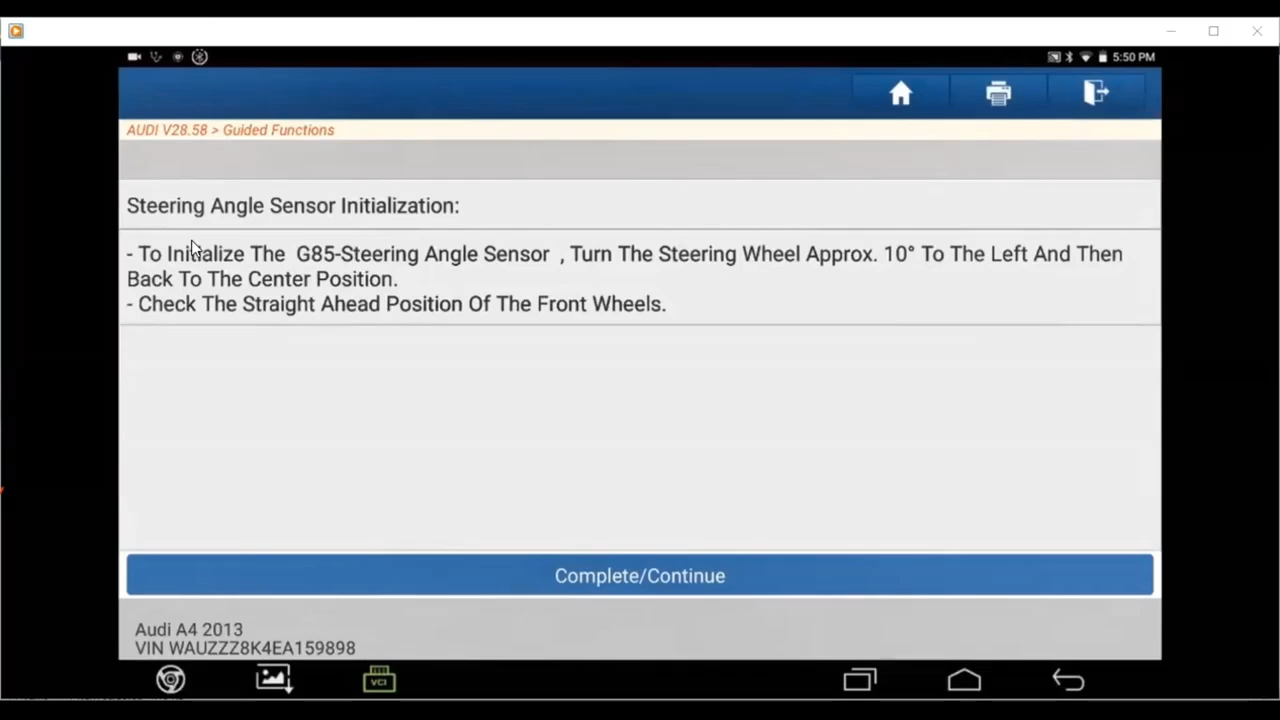 5:50 PM
AUDI V28.58 > Guided Functions
Steering Angle Sensor Initialization:
- To Initialize The  G85-Steering Angle Sensor  , Turn The Steering Wheel Approx. 10° To The Left And Then
Back To The Center Position.
- Check The Straight Ahead Position Of The Front Wheels.
Complete/Continue
Audi A4 2013
VIN WAUZZZ8K4EA159898
VCI